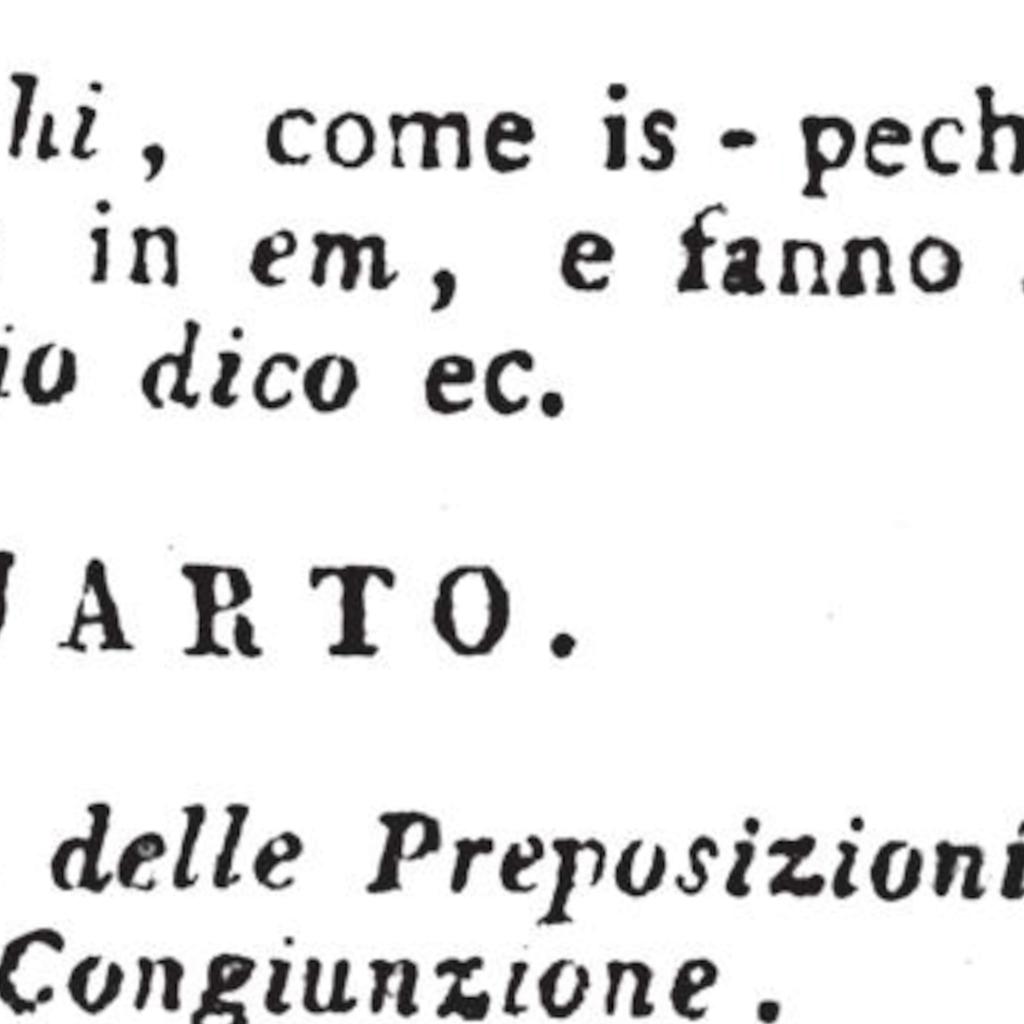 hi, come is-pech
in em, e fanno
io dico ec.
UARTO.
delle Preposizioni
Congiunzione.